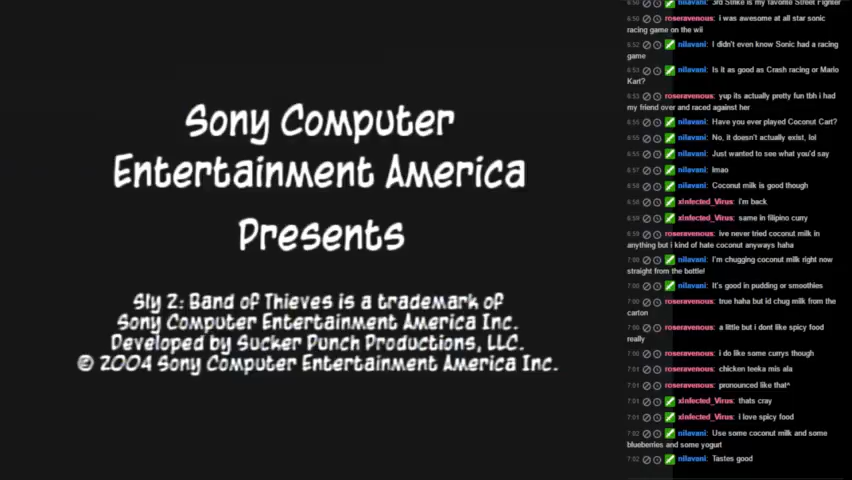 Sony Computer
Entertainment America
Presents
Sly 2: Band of Thieves is a trademark of
Sony Computer Entertainment America Inc.
Developed by Sucker Punch Productions, LLC.
© 2004 Sony Computer Entertainment America Inc.
6:50 nilavani: 3rd Strike is my favorite Street Fighter
6:50 roseravenous: i was awesome at all star sonic
racing game on the wii
6:52 nilavani: I didn't even know Sonic had a racing
game
6:53 nilavani: Is it as good as Crash racing or Mario
Kart?
6:53 roseravenous: yup its actually pretty fun tbh i had
my friend over and raced against her
6:55 nilavani: Have you ever played Coconut Cart?
6:55 nilavani: No, it doesn't actually exist, lol
6:55 nilavani: Just wanted to see what you'd say
6:57 nilavani: lmao
6:58 nilavani: Coconut milk is good though
6:58 xInfected_Virus: I'm back
6:59 xInfected_Virus: same in filipino curry
6:59 roseravenous: ive never tried coconut milk in
anything but i kind of hate coconut anyways haha
7:00 nilavani: I'm chugging coconut milk right now
straight from the bottle!
7:00 nilavani: It's good in pudding or smoothies
7:00 roseravenous: true haha but id chug milk from the
carton
7:00 roseravenous: a little but i dont like spicy food
really
7:00 roseravenous: i do like some currys though
7:01 roseravenous: chicken teeka mis ala
7:01 roseravenous: pronounced like that^
7:01 xInfected_Virus: thats cray
7:01 xInfected_Virus: i love spicy food
7:02 nilavani: Use some coconut milk and some
blueberries and some yogurt
7:02 nilavani: Tastes good